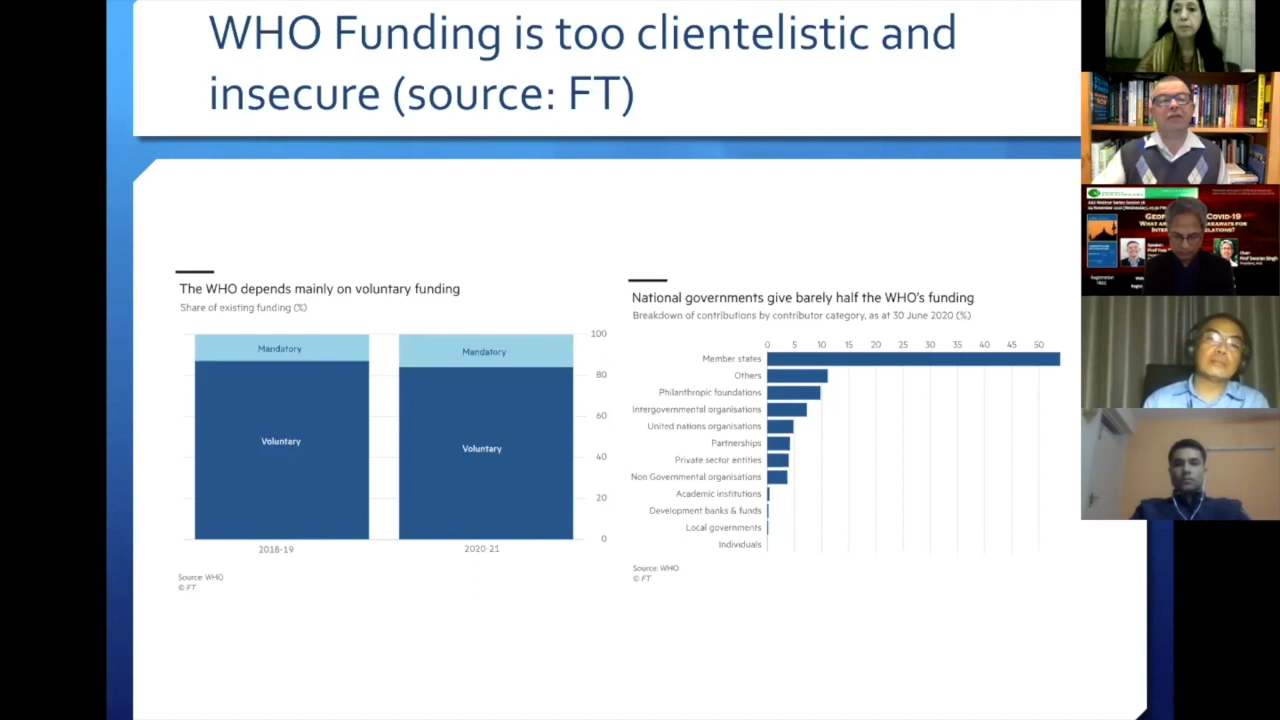 WHO Funding is too clientelistic and
insecure (source: FT)
The WHO depends mainly on voluntary funding
Share of existing funding (%)
100
80
60
40
20
0
Mandatory
Mandatory
Voluntary
Voluntary
2018-19
2020-21
Source: WHO
© FT
National governments give barely half the WHO's funding
Breakdown of contributions by contributor category, as at 30 June 2020 (%)
0 5 10 15 20 25 30 35 40 45 50
Member states
Others
Philanthropic foundations
Intergovernmental organisations
United nations organisations
Partnerships
Private sector entities
Non Governmental organisations
Academic institutions
Development banks & funds
Local governments
Individuals
Source: WHO
© FT
Covid-19
What